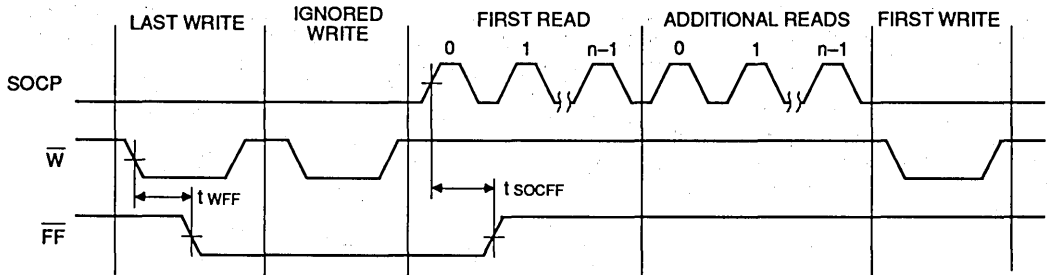 LAST WRITE IGNORED WRITE FIRST READ ADDITIONAL READS FIRST WRITE
0 1 n–1 0 1 n–1
SOCP
W
t WFF
t SOCFF
FF